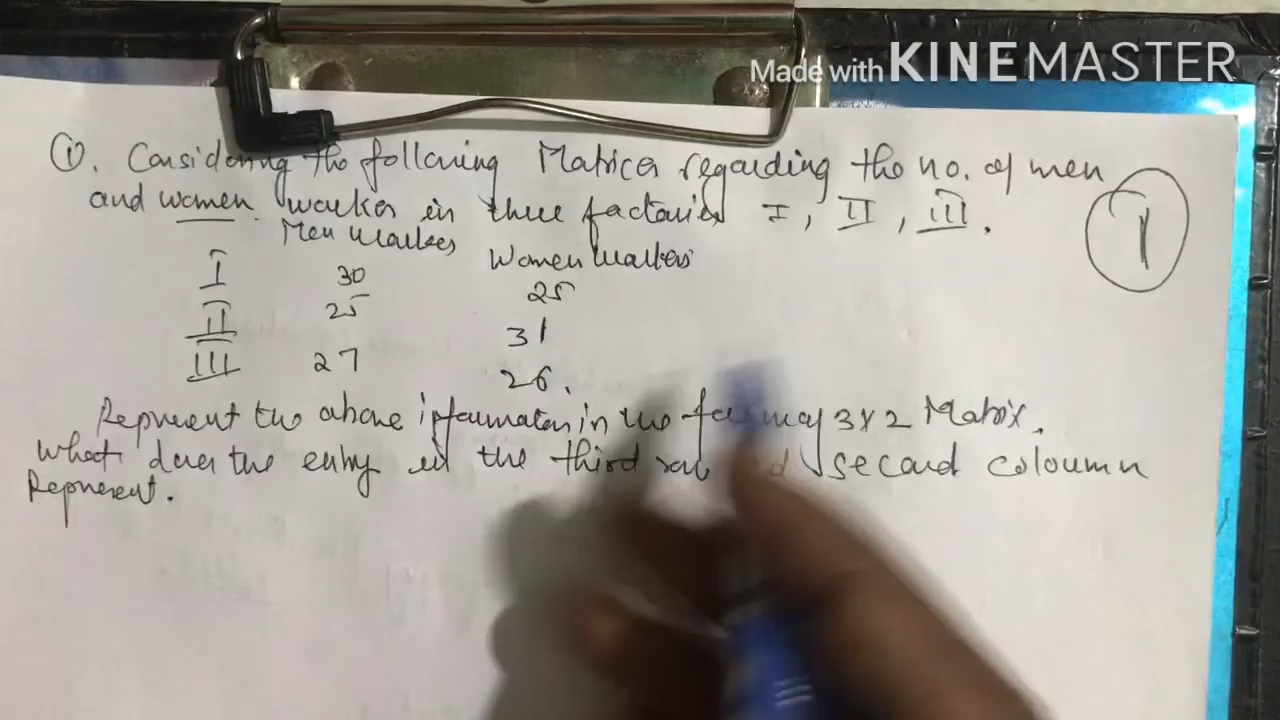 Made with KINEMASTER
①. Considering the following Matrices regarding the no. of men
and women worker in three factories I, II, III.
1
Men Workers Women Workers
I 30 25
II 25 31
III 27 26.
Represent the above information in the 3x2 Matrix.
What does the entry in the third second coloumn
Represent.